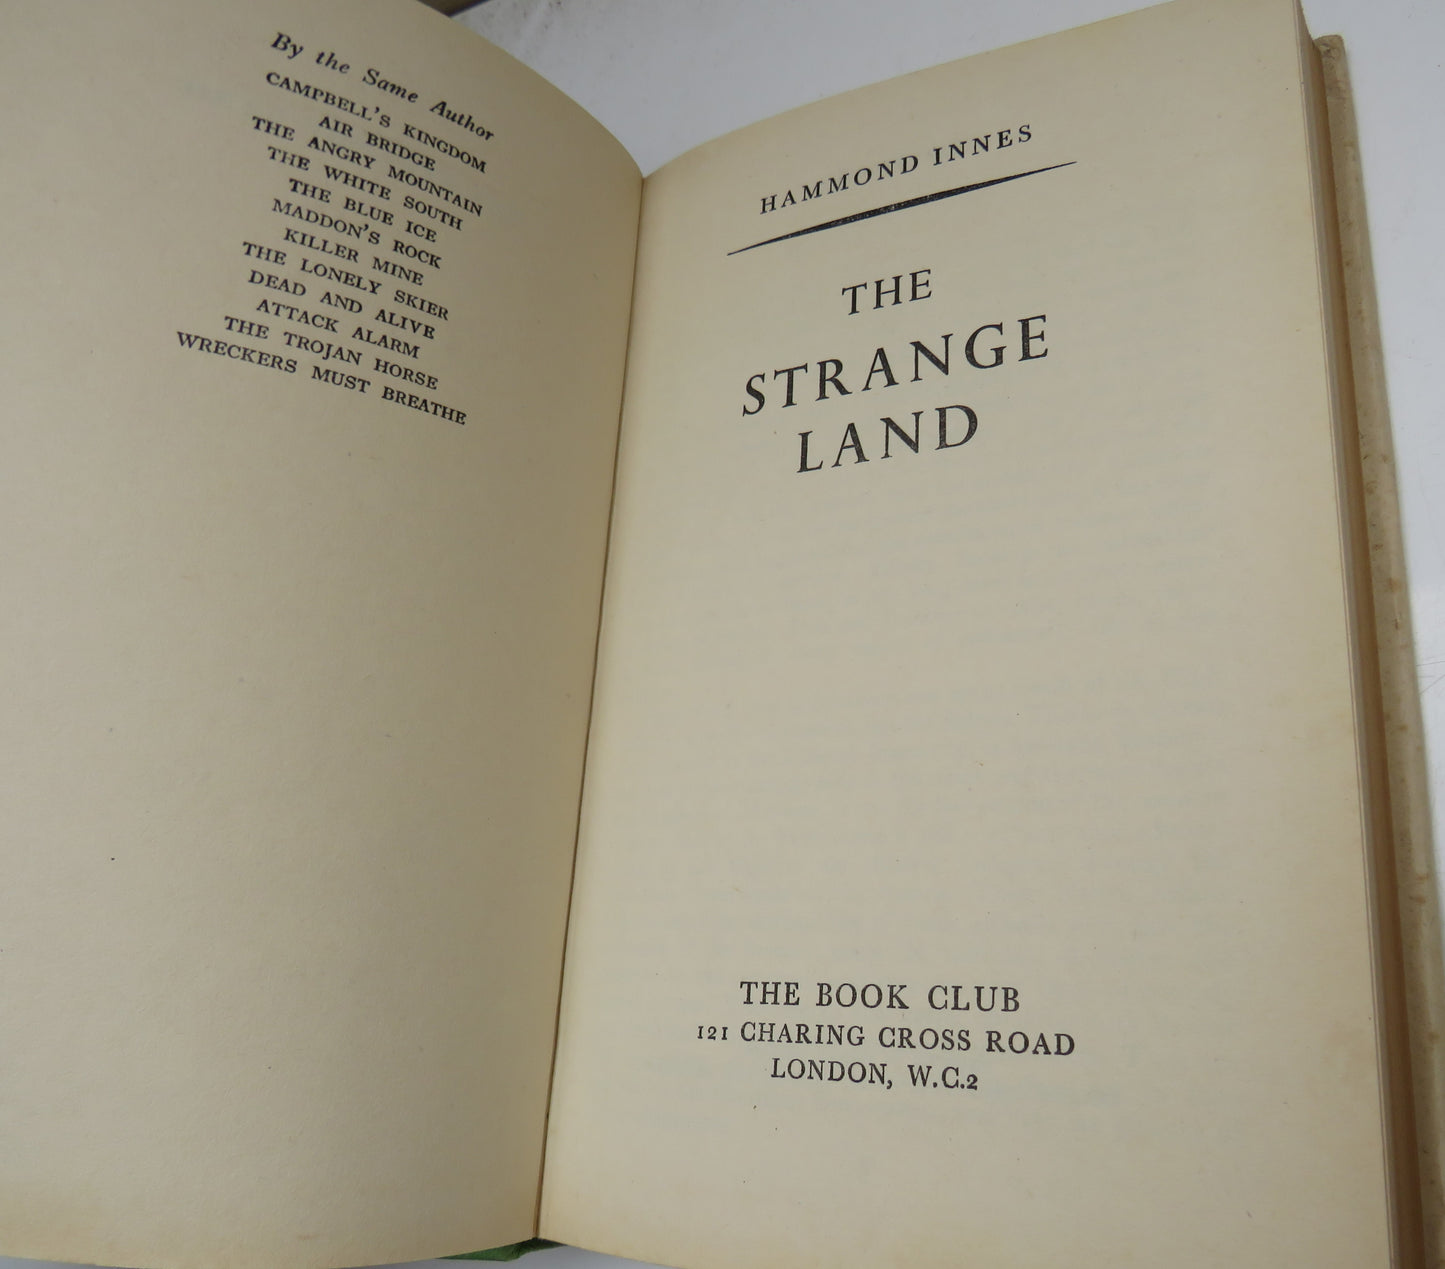 By the Same Author
CAMPBELL'S KINGDOM
AIR BRIDGE
THE ANGRY MOUNTAIN
THE WHITE SOUTH
THE BLUE ICE
MADDON'S ROCK
KILLER MINE
THE LONELY SKIER
DEAD AND ALIVE
ATTACK ALARM
THE TROJAN HORSE
WRECKERS MUST BREATHE
HAMMOND INNES
THE
STRANGE
LAND
THE BOOK CLUB
121 CHARING CROSS ROAD
LONDON, W.C.2